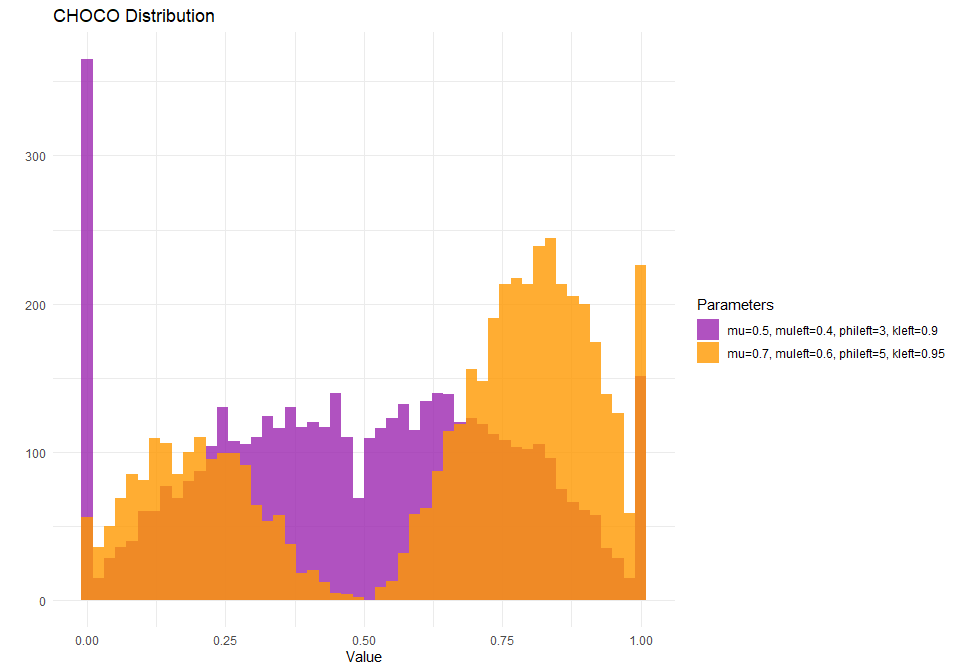 CHOCO Distribution
300
200
100
0
0.00 0.25 0.50 0.75 1.00
Value
Parameters
mu=0.5, muleft=0.4, phileft=3, kleft=0.9
mu=0.7, muleft=0.6, phileft=5, kleft=0.95